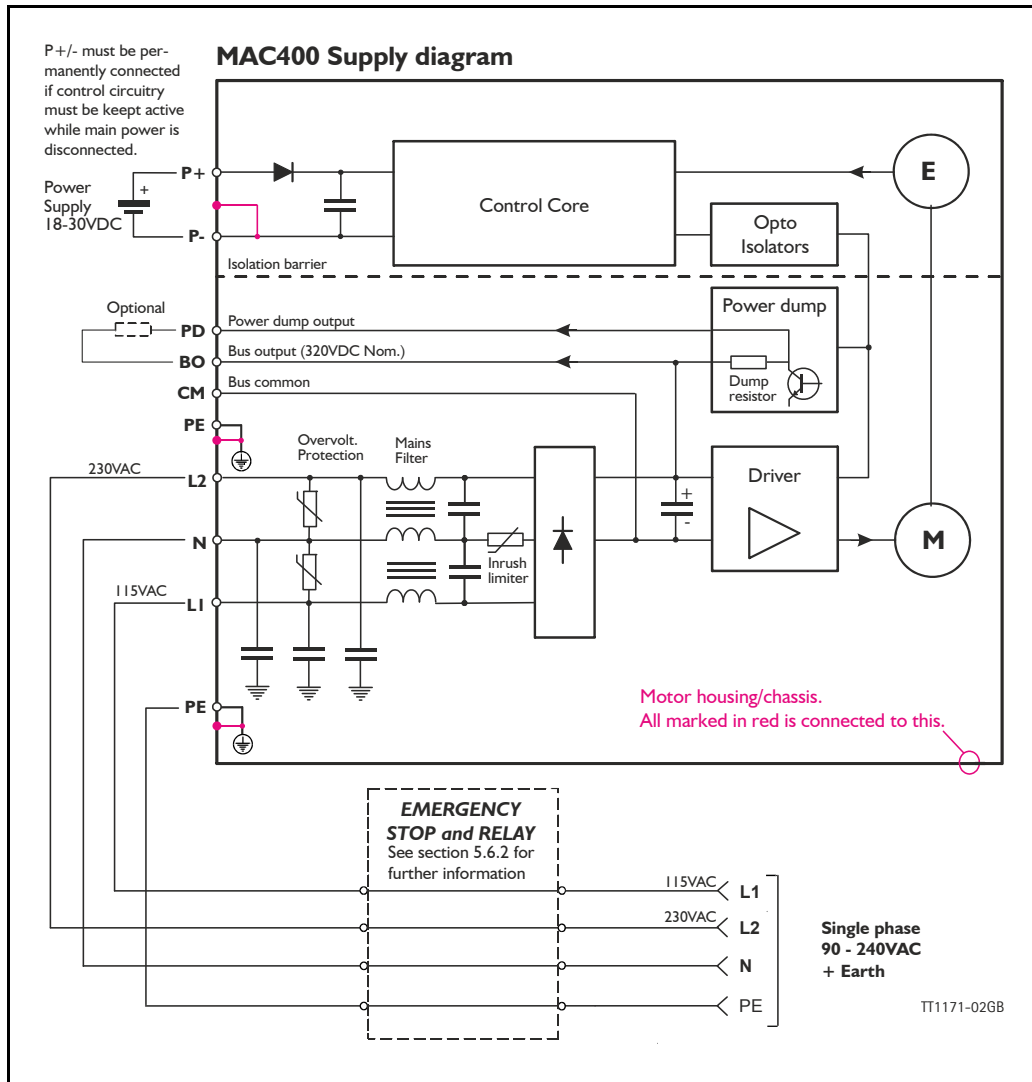 P+/- must be per-
manently connected
if control circuitry
must be keept active
while main power is
disconnected.
MAC400 Supply diagram
P+
+
Power
Supply
18-30VDC
P-
Control Core
E
Opto
Isolators
Isolation barrier
Optional
PD
Power dump output
Power dump
BO
Bus output (320VDC Nom.)
Dump
resistor
CM
Bus common
PE
Overvolt.
Protection
Mains
Filter
230VAC
L2
Driver
+
-
N
Inrush
limiter
M
115VAC
L1
PE
Motor housing/chassis.
All marked in red is connected to this.
EMERGENCY
STOP and RELAY
See section 5.6.2 for
further information
115VAC
L1
230VAC
L2
N
PE
Single phase
90 - 240VAC
+ Earth
TT1171-02GB